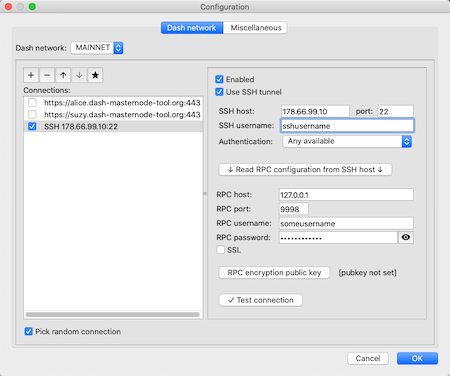 Configuration
Dash network Miscellaneous
Dash network: MAINNET
Connections:
https://alice.dash-masternode-tool.org:443
https://suzy.dash-masternode-tool.org:443
SSH 178.66.99.10:22
Pick random connection
Enabled
Use SSH tunnel
SSH host: 178.66.99.10 port: 22
SSH username: sshusername
Authentication: Any available
↓ Read RPC configuration from SSH host ↓
RPC host: 127.0.0.1
RPC port: 9998
RPC username: someusername
RPC password: ••••••••••••
SSL
RPC encryption public key [pubkey not set]
✓ Test connection
Cancel OK